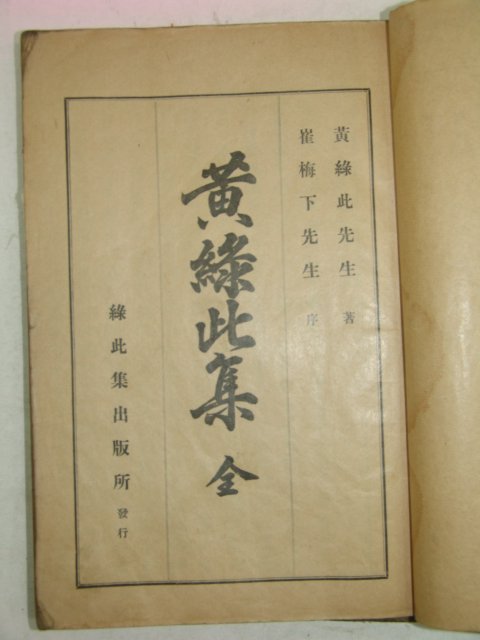 黃綠此先生 著
崔梅下先生 序
黃綠此集 全
綠此集出版所 發行